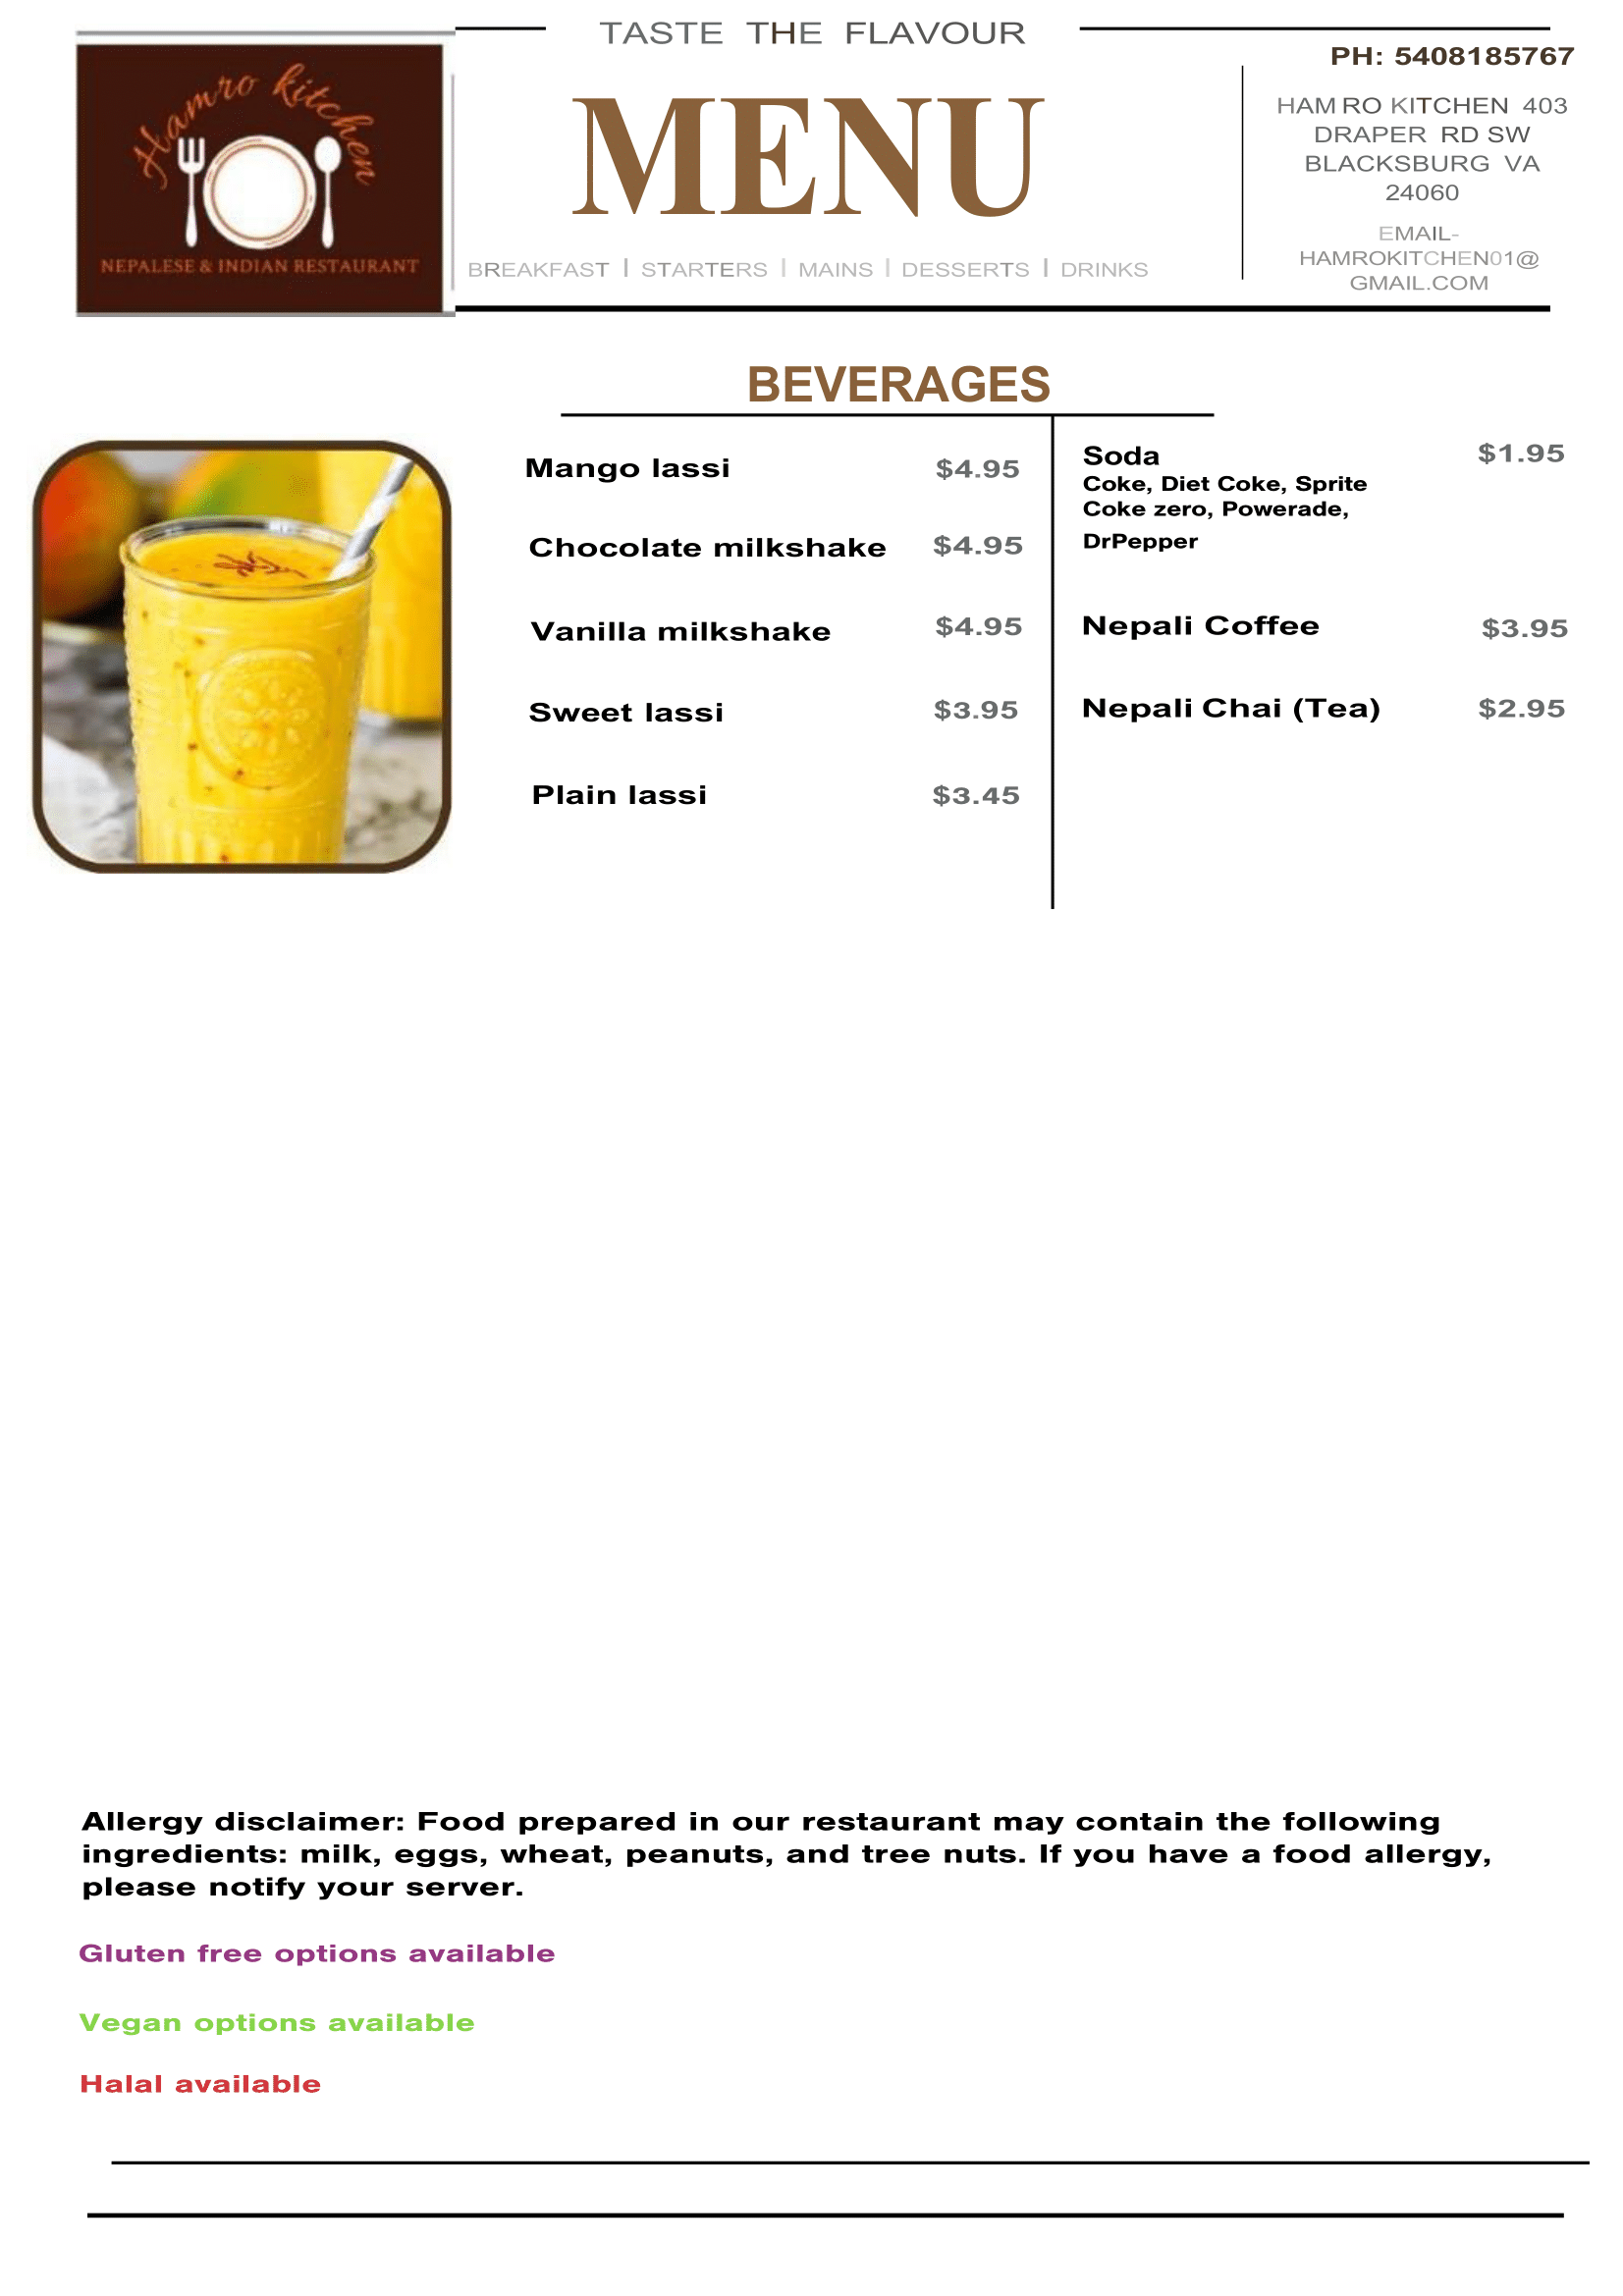 Hamro kitchen
NEPALESE & INDIAN RESTAURANT
TASTE THE FLAVOUR
MENU
BREAKFAST | STARTERS | MAINS | DESSERTS | DRINKS
PH: 5408185767
HAMRO KITCHEN 403
DRAPER RD SW
BLACKSBURG VA
24060
EMAIL-
HAMROKITCHEN01@
GMAIL.COM
BEVERAGES
Mango lassi $4.95
Chocolate milkshake $4.95
Vanilla milkshake $4.95
Sweet lassi $3.95
Plain lassi $3.45
Soda $1.95
Coke, Diet Coke, Sprite
Coke zero, Powerade,
DrPepper
Nepali Coffee $3.95
Nepali Chai (Tea) $2.95
Allergy disclaimer: Food prepared in our restaurant may contain the following
ingredients: milk, eggs, wheat, peanuts, and tree nuts. If you have a food allergy,
please notify your server.
Gluten free options available
Vegan options available
Halal available